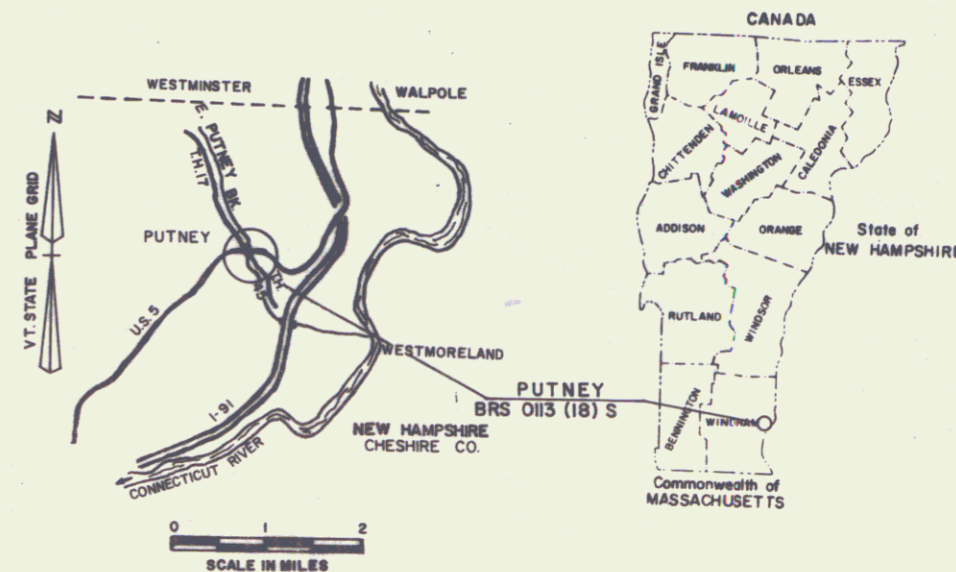 CANADA
WESTMINSTER
WALPOLE
N
VT. STATE PLANE GRID
E. PUTNEY BK.
T.H.17
PUTNEY
T.H.
U.S. 5
WESTMORELAND
I-91
NEW HAMPSHIRE
CHESHIRE CO.
CONNECTICUT RIVER
0 1 2
SCALE IN MILES
PUTNEY
BRS 0113 (18) S
GRAND ISLE
FRANKLIN
ORLEANS
ESSEX
LAMOILLE
CHITTENDEN
WASHINGTON
CALEDONIA
ADDISON
ORANGE
State of
NEW HAMPSHIRE
RUTLAND
WINDSOR
BENNINGTON
WINDHAM
Commonwealth of
MASSACHUSETTS